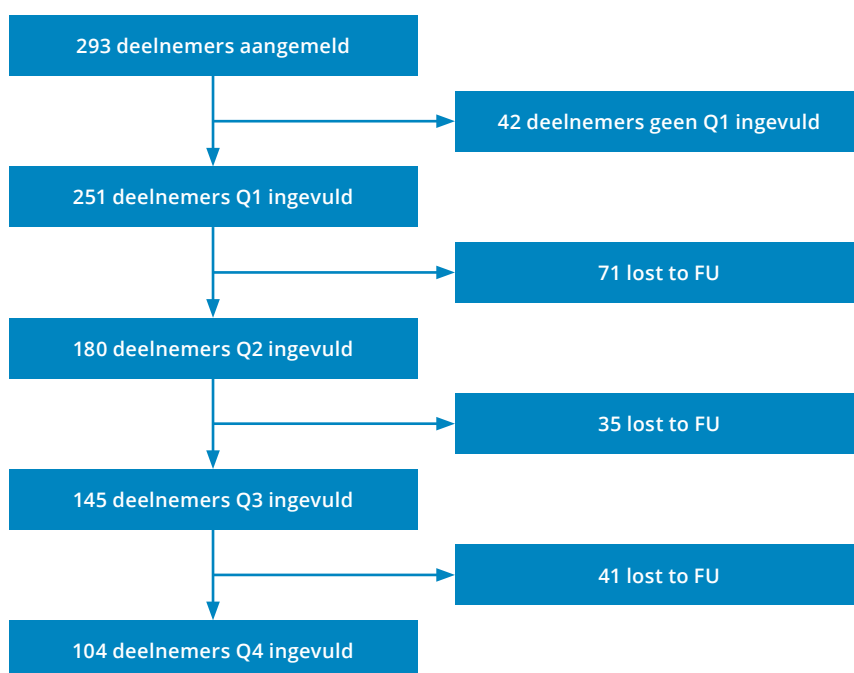 293 deelnemers aangemeld
42 deelnemers geen Q1 ingevuld
251 deelnemers Q1 ingevuld
71 lost to FU
180 deelnemers Q2 ingevuld
35 lost to FU
145 deelnemers Q3 ingevuld
41 lost to FU
104 deelnemers Q4 ingevuld